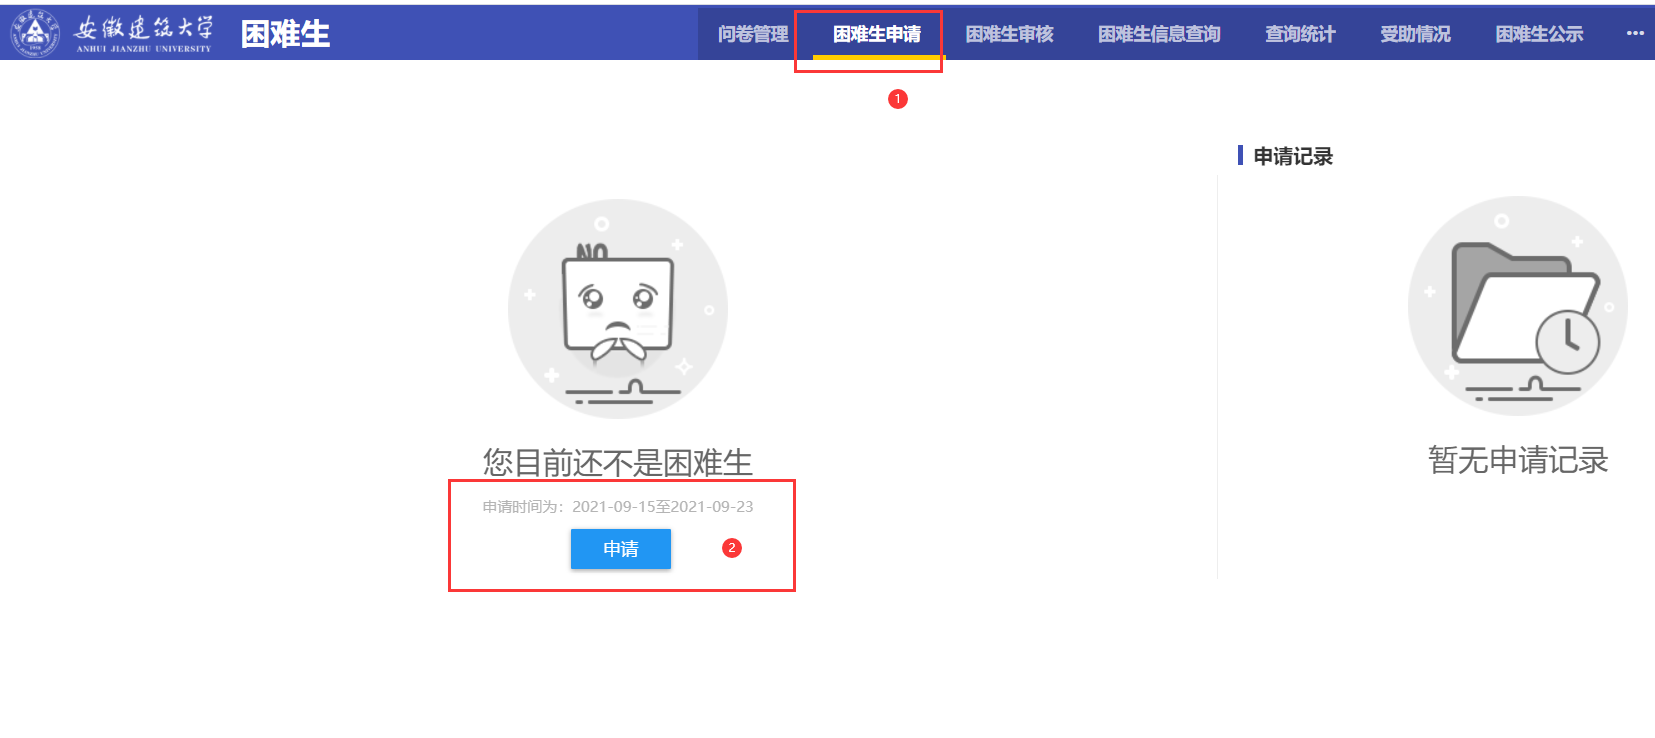 安徽建筑大学
ANHUI JIANZHU UNIVERSITY
1958
困难生
问卷管理
困难生申请
困难生审核
困难生信息查询
查询统计
受助情况
困难生公示
···
1
申请记录
NO
您目前还不是困难生
暂无申请记录
申请时间为：2021-09-15至2021-09-23
申请
2